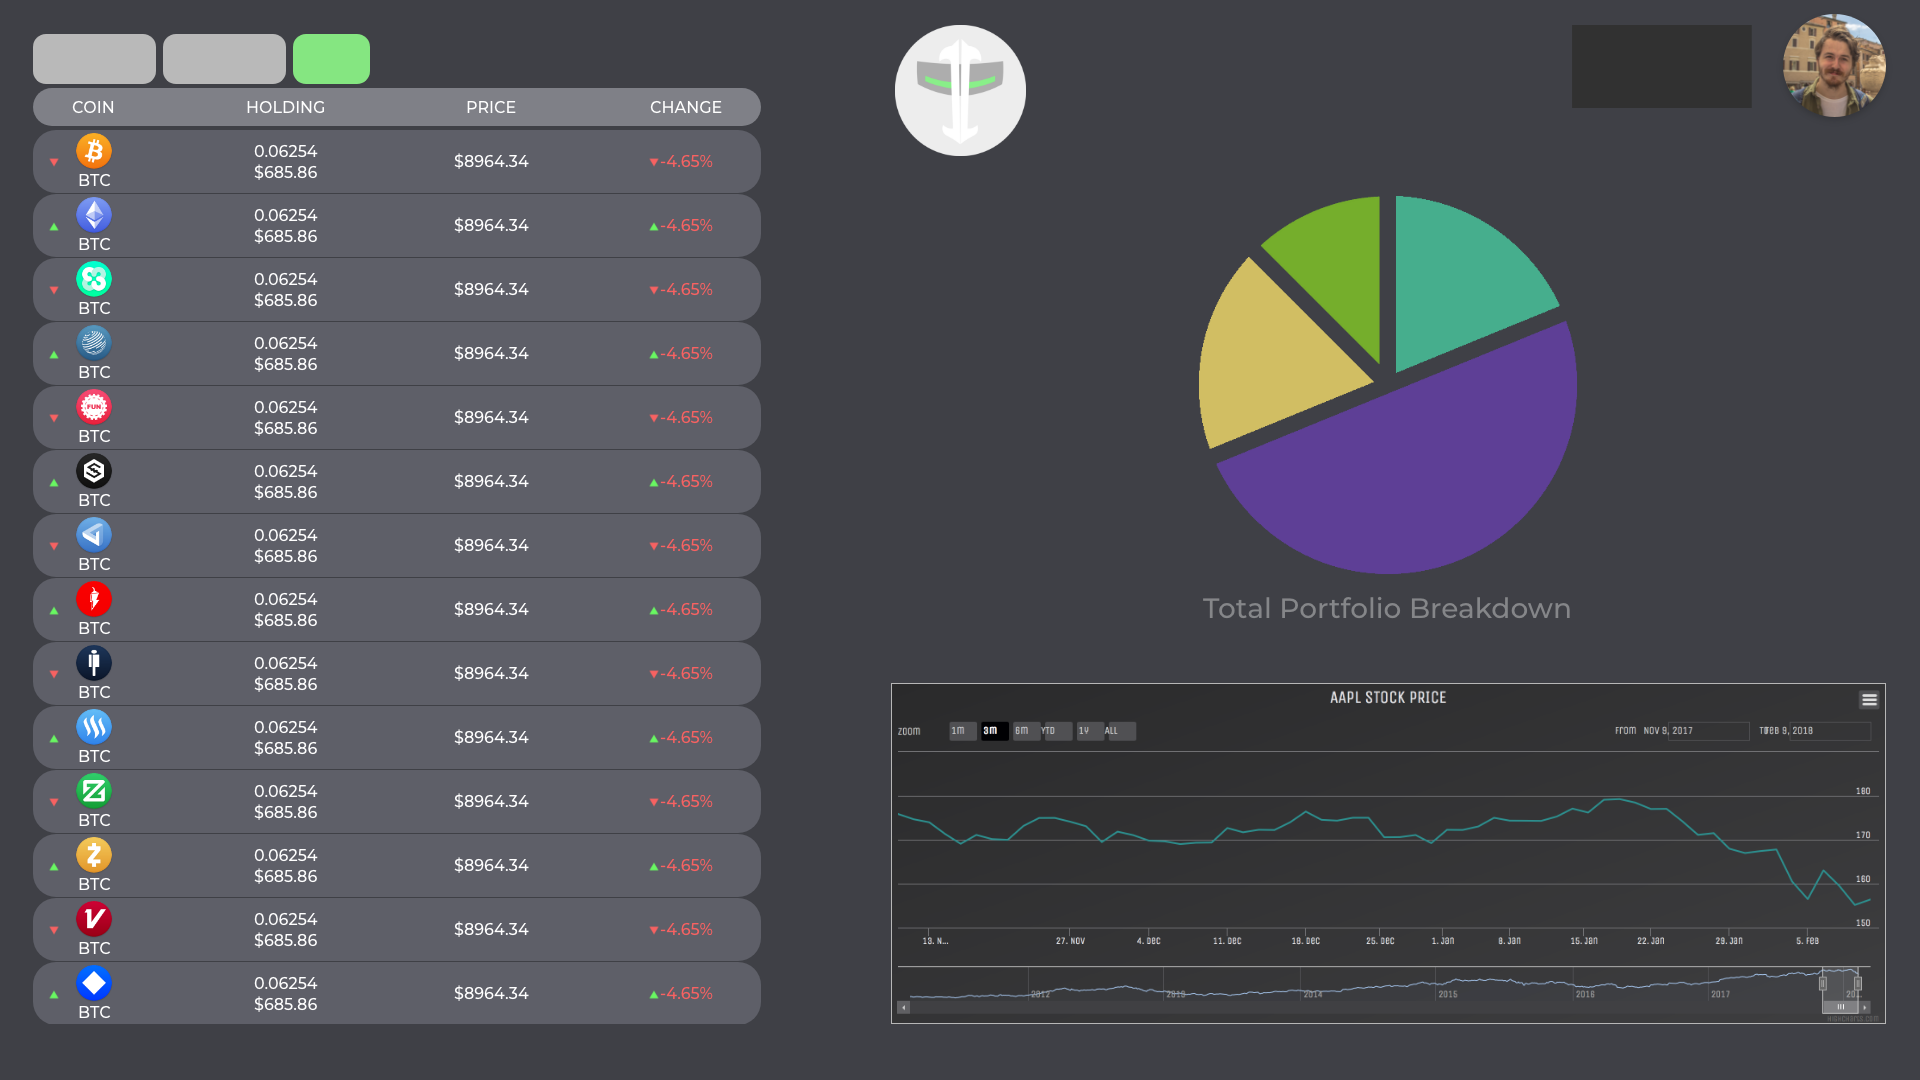 COIN HOLDING PRICE CHANGE
0.06254
$8964.34 -4.65%
$685.86
BTC
0.06254
$8964.34 -4.65%
$685.86
BTC
0.06254
$8964.34 -4.65%
$685.86
BTC
0.06254
$8964.34 -4.65%
$685.86
BTC
FUN
0.06254
$8964.34 -4.65%
$685.86
BTC
0.06254
$8964.34 -4.65%
$685.86
BTC
0.06254
$8964.34 -4.65%
$685.86
BTC
0.06254
$8964.34 -4.65%
$685.86
BTC
0.06254
$8964.34 -4.65%
$685.86
BTC
0.06254
$8964.34 -4.65%
$685.86
BTC
0.06254
$8964.34 -4.65%
$685.86
BTC
0.06254
$8964.34 -4.65%
$685.86
BTC
0.06254
$8964.34 -4.65%
$685.86
BTC
0.06254
$8964.34 -4.65%
$685.86
BTC
Total Portfolio Breakdown
AAPL STOCK PRICE
Zoom 1m 3m 6m YTD 1y All From Nov 9, 2017 Feb 9, 2018
180
170
160
150
13. N... 27. Nov 4. Dec 11. Dec 18. Dec 25. Dec 1. Jan 8. Jan 15. Jan 22. Jan 29. Jan 5. Feb
2012 2013 2014 2015 2016 2017 201...
Highcharts.com